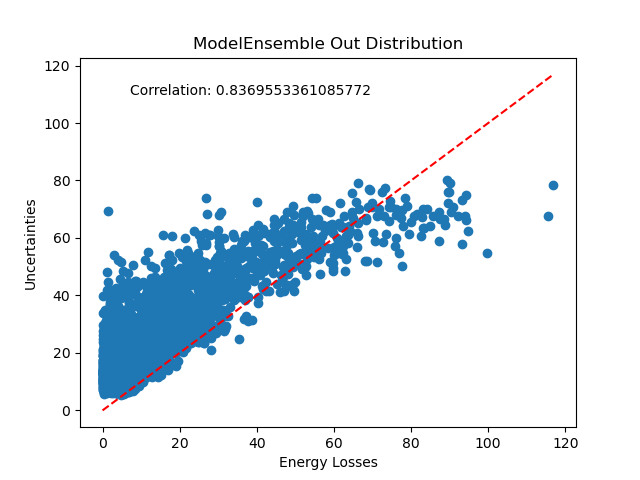 ModelEnsemble Out Distribution
Correlation: 0.8369553361085772
Uncertainties
120
100
80
60
40
20
0
0 20 40 60 80 100 120
Energy Losses